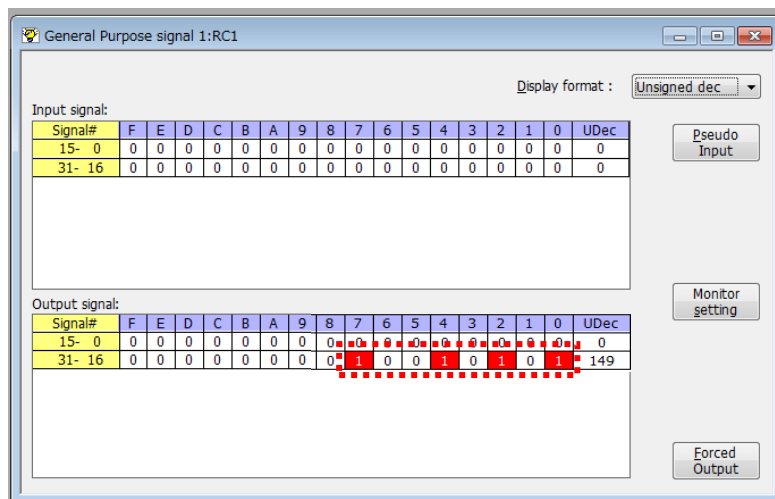 General Purpose signal 1:RC1
Display format : Unsigned dec
Input signal:
Signal# F E D C B A 9 8 7 6 5 4 3 2 1 0 UDec
15- 0 0 0 0 0 0 0 0 0 0 0 0 0 0 0 0 0 0
31- 16 0 0 0 0 0 0 0 0 0 0 0 0 0 0 0 0 0
Pseudo
Input
Monitor
setting
Output signal:
Signal# F E D C B A 9 8 7 6 5 4 3 2 1 0 UDec
15- 0 0 0 0 0 0 0 0 0 0 0 0 0 0 0 0 0 0
31- 16 0 0 0 0 0 0 0 0 1 0 0 1 0 1 0 1 149
Forced
Output